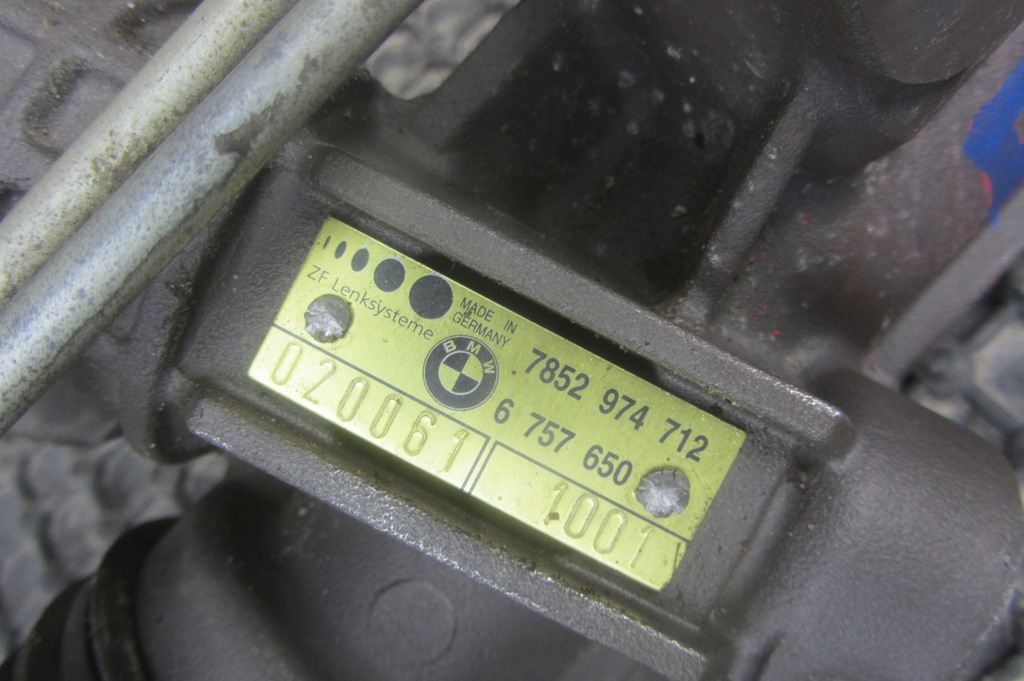 ZF Lenksysteme
MADE IN
GERMANY
BMW
7852 974 712
6 757 650
020061
1001